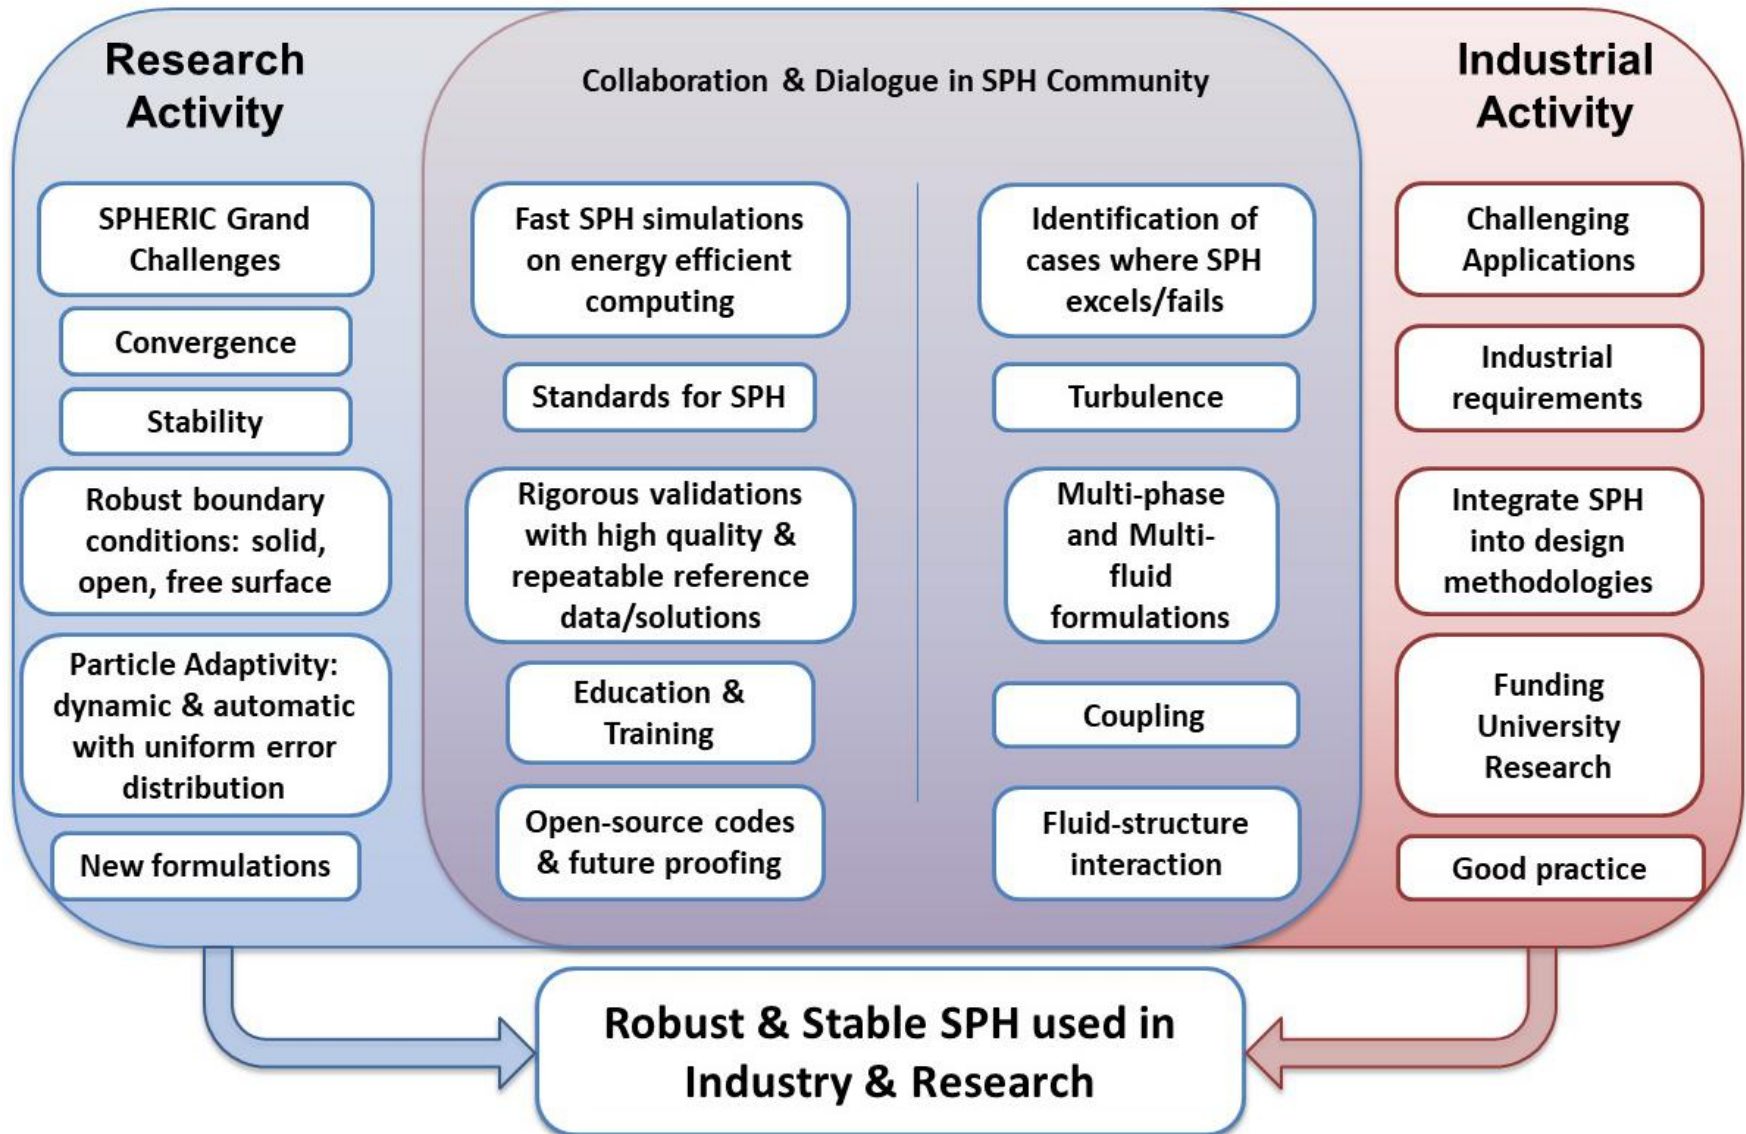 Research
Activity
SPHERIC Grand
Challenges
Convergence
Stability
Robust boundary
conditions: solid,
open, free surface
Particle Adaptivity:
dynamic & automatic
with uniform error
distribution
New formulations
Collaboration & Dialogue in SPH Community
Fast SPH simulations
on energy efficient
computing
Standards for SPH
Rigorous validations
with high quality &
repeatable reference
data/solutions
Education &
Training
Open-source codes
& future proofing
Identification of
cases where SPH
excels/fails
Turbulence
Multi-phase
and Multi-
fluid
formulations
Coupling
Fluid-structure
interaction
Industrial
Activity
Challenging
Applications
Industrial
requirements
Integrate SPH
into design
methodologies
Funding
University
Research
Good practice
Robust & Stable SPH used in
Industry & Research